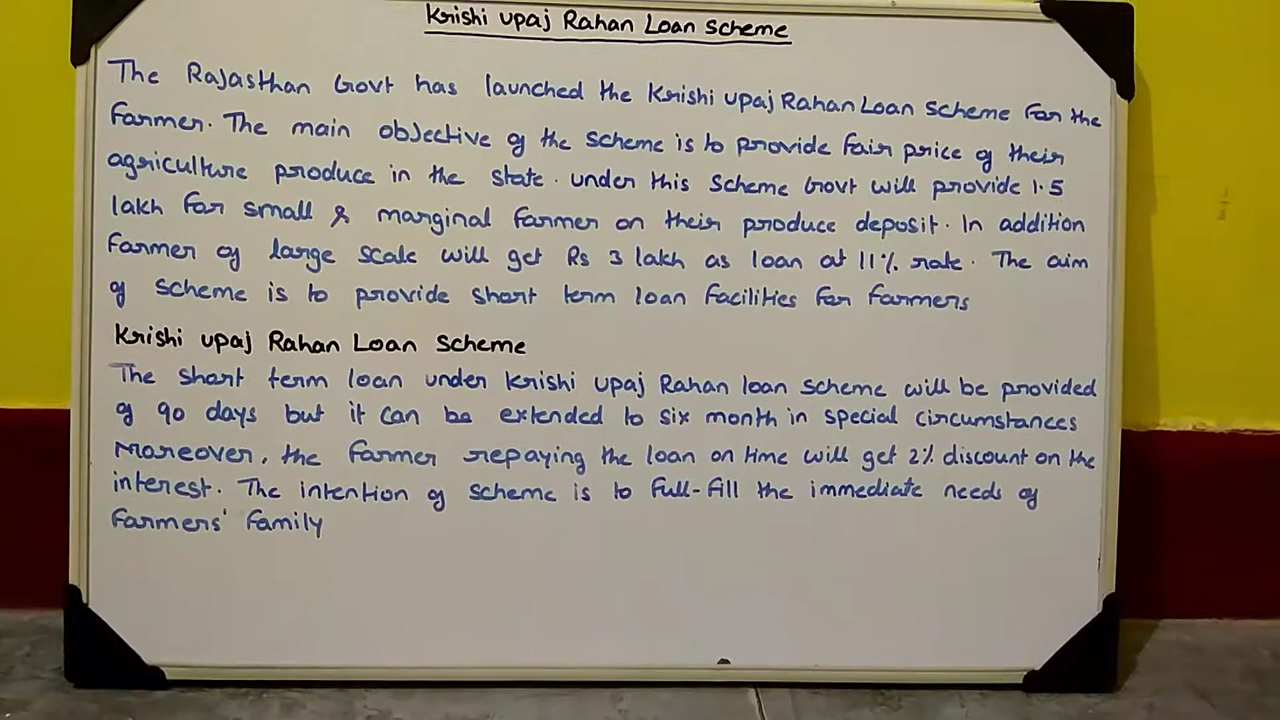 Krishi upaj Rahan Loan Scheme
The Rajasthan Govt has launched the Krishi upaj Rahan Loan Scheme for the
farmer. The main objective of the scheme is to provide fair price of their
agriculture produce in the state. under this Scheme Govt will provide 1.5
lakh for small & marginal farmer on their produce deposit. In addition
farmer of large scale will get Rs 3 lakh as loan at 11% rate. The aim
of scheme is to provide short term loan facilities for farmers
Krishi upaj Rahan Loan Scheme
The short term loan under Krishi upaj Rahan loan scheme will be provided
of 90 days but it can be extended to six month in special circumstances
Moreover, the farmer repaying the loan on time will get 2% discount on the
interest. The intention of scheme is to full-fill the immediate needs of
farmers' family